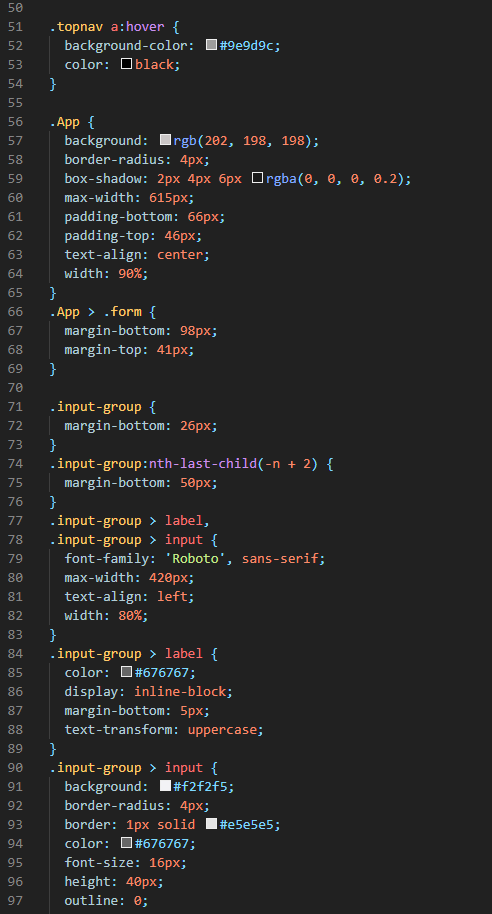 50
51 .topnav a:hover {
52 background-color: #9e9d9c;
53 color: black;
54 }
55
56 .App {
57 background: rgb(202, 198, 198);
58 border-radius: 4px;
59 box-shadow: 2px 4px 6px rgba(0, 0, 0, 0.2);
60 max-width: 615px;
61 padding-bottom: 66px;
62 padding-top: 46px;
63 text-align: center;
64 width: 90%;
65 }
66 .App > .form {
67 margin-bottom: 98px;
68 margin-top: 41px;
69 }
70
71 .input-group {
72 margin-bottom: 26px;
73 }
74 .input-group:nth-last-child(-n + 2) {
75 margin-bottom: 50px;
76 }
77 .input-group > label,
78 .input-group > input {
79 font-family: 'Roboto', sans-serif;
80 max-width: 420px;
81 text-align: left;
82 width: 80%;
83 }
84 .input-group > label {
85 color: #676767;
86 display: inline-block;
87 margin-bottom: 5px;
88 text-transform: uppercase;
89 }
90 .input-group > input {
91 background: #f2f2f5;
92 border-radius: 4px;
93 border: 1px solid #e5e5e5;
94 color: #676767;
95 font-size: 16px;
96 height: 40px;
97 outline: 0;